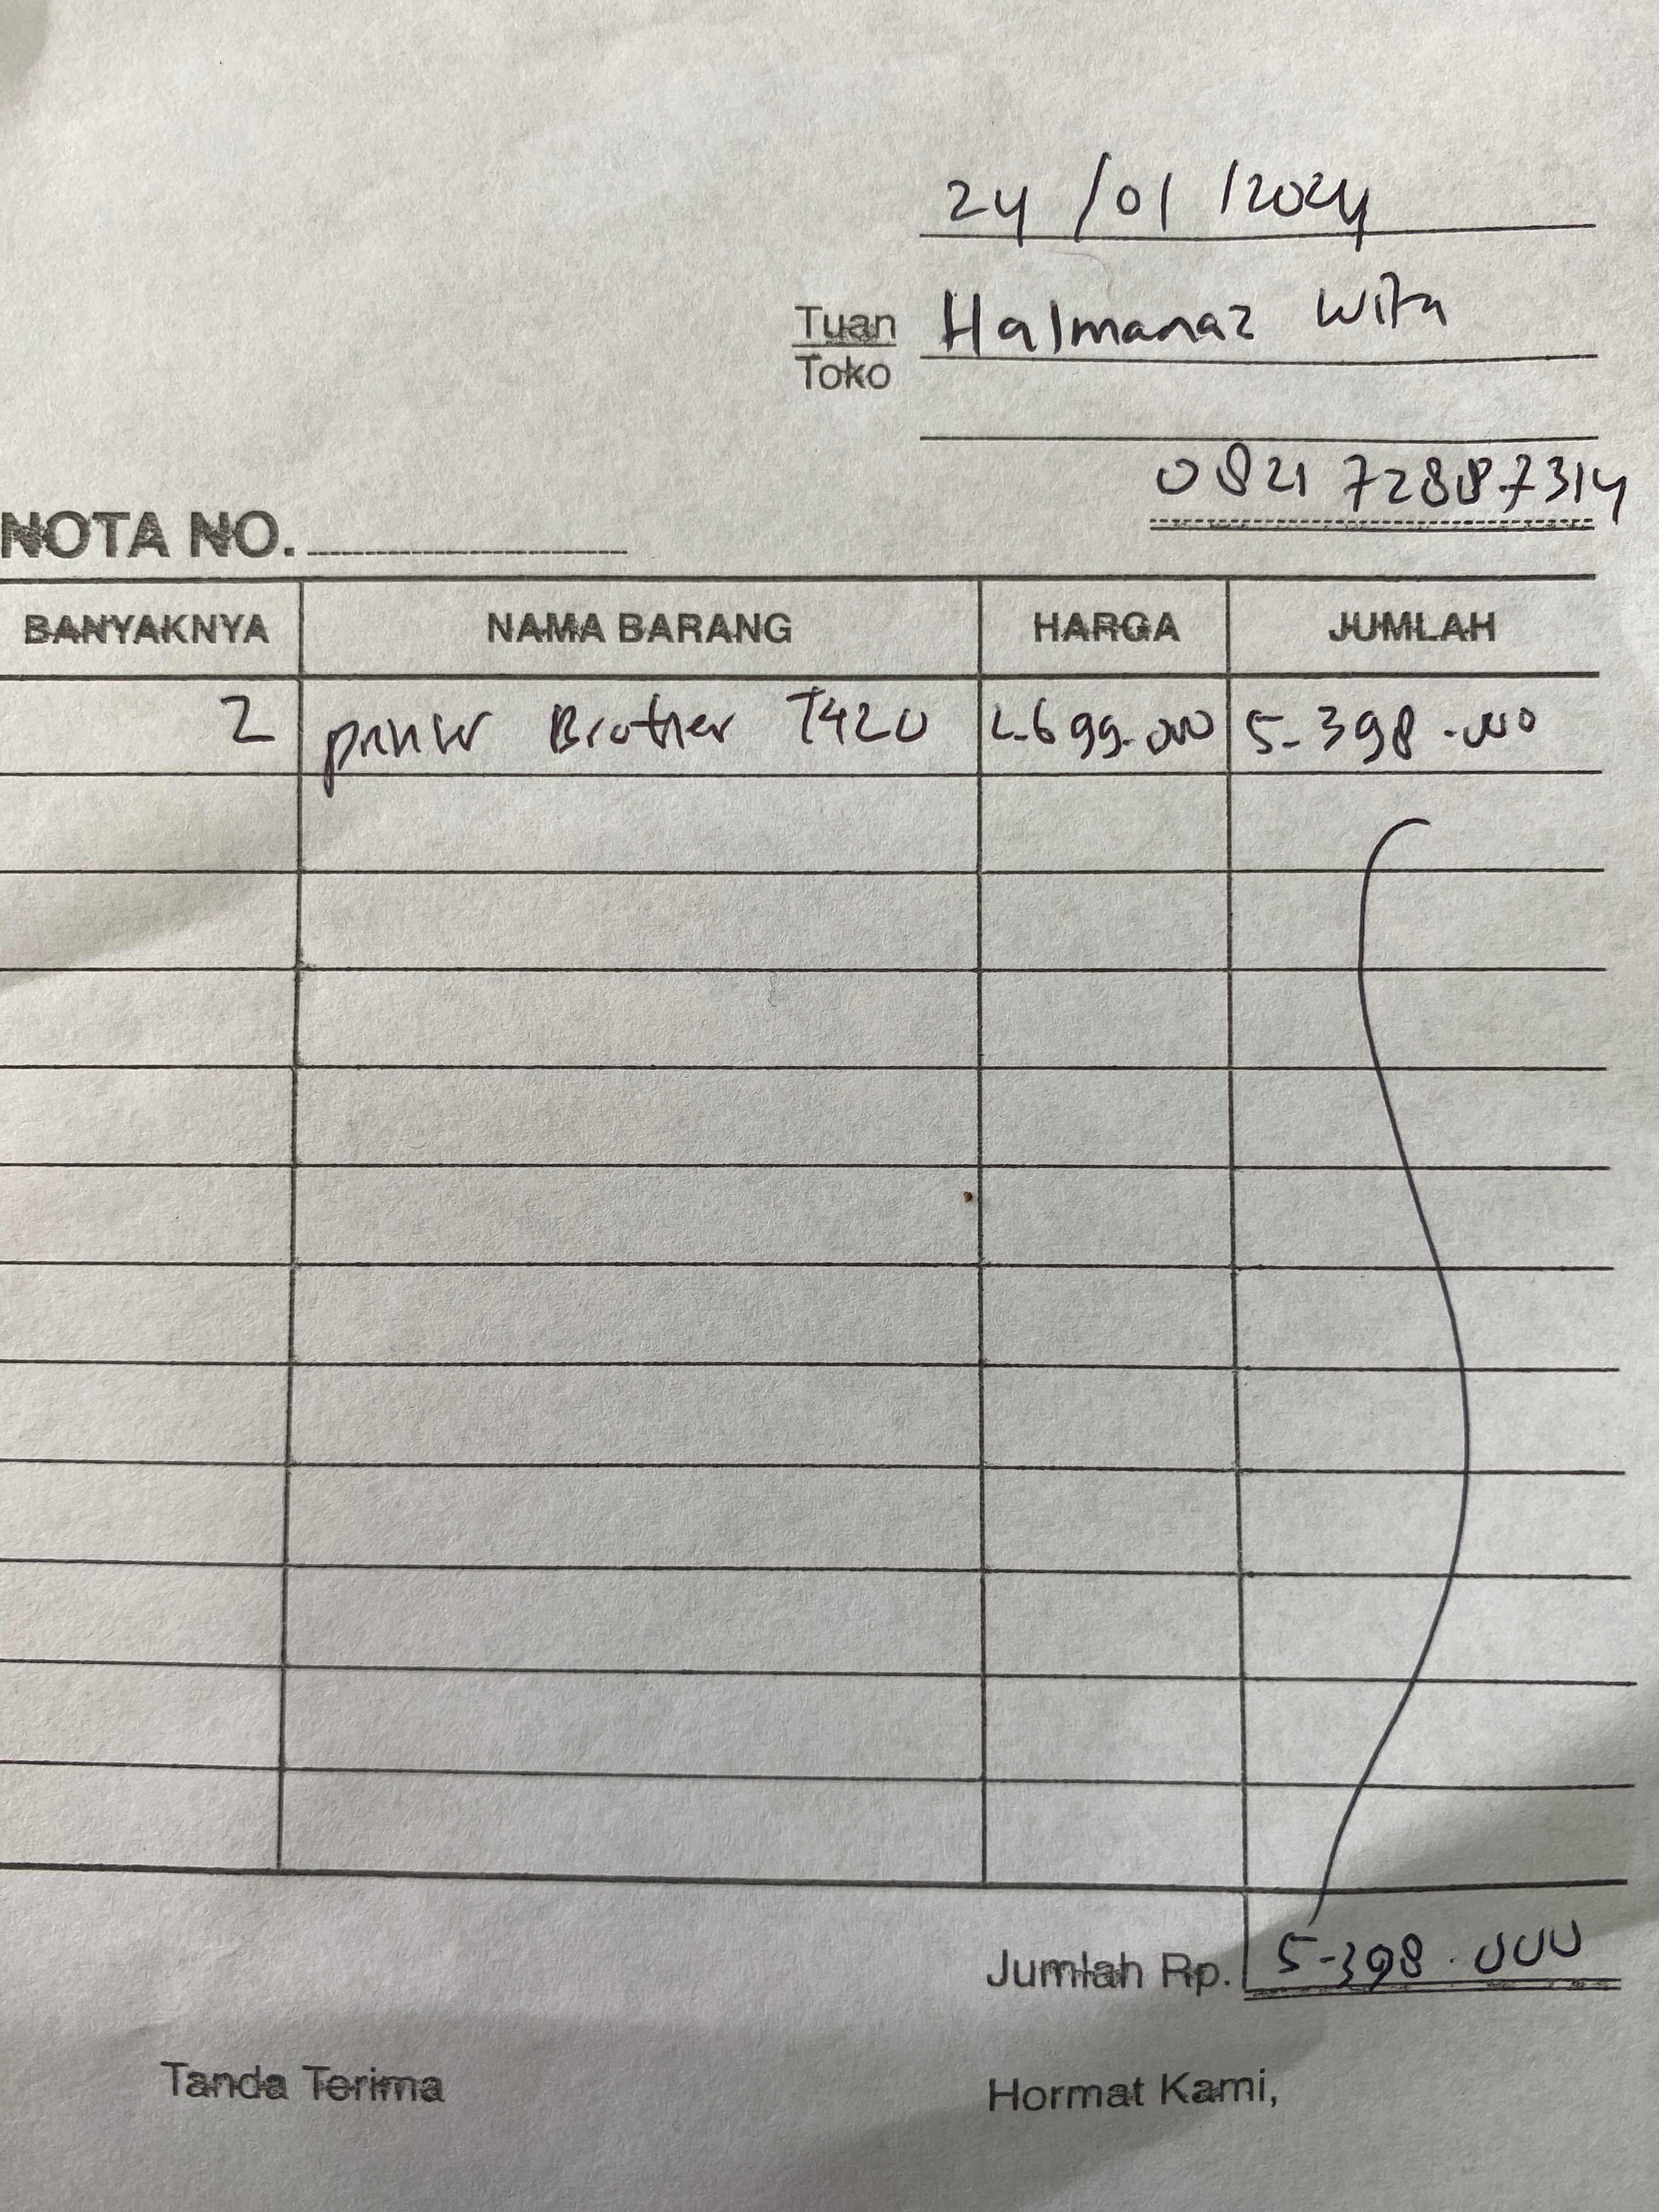 24 /01 /2024
Tuan Halmanaz Wita
Toko
0821 72887314
NOTA NO.
BANYAKNYA NAMA BARANG HARGA JUMLAH
2 printer Brother T420 2.699.000 5.398.000
Jumlah Rp. 5.398.000
Tanda Terima Hormat Kami,